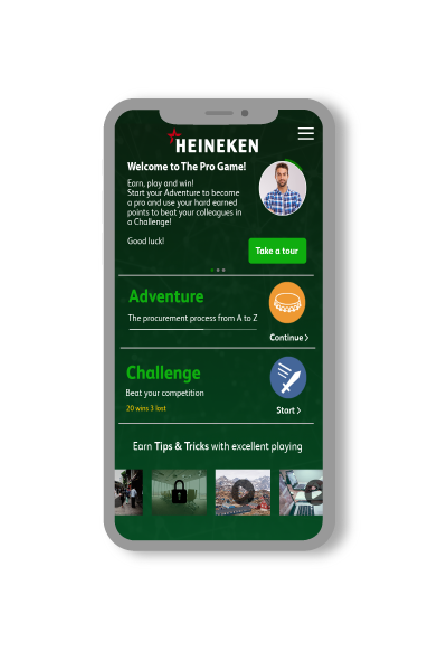 HEINEKEN
Welcome to The Pro Game!
Earn, play and win!
Start your Adventure to become
a pro and use your hard earned
points to beat your colleagues in
a Challenge!
Good luck!
Take a tour
Adventure
The procurement process from A to Z
Continue
Challenge
Beat your competition
20 wins 3 lost
Start
Earn Tips & Tricks with excellent playing